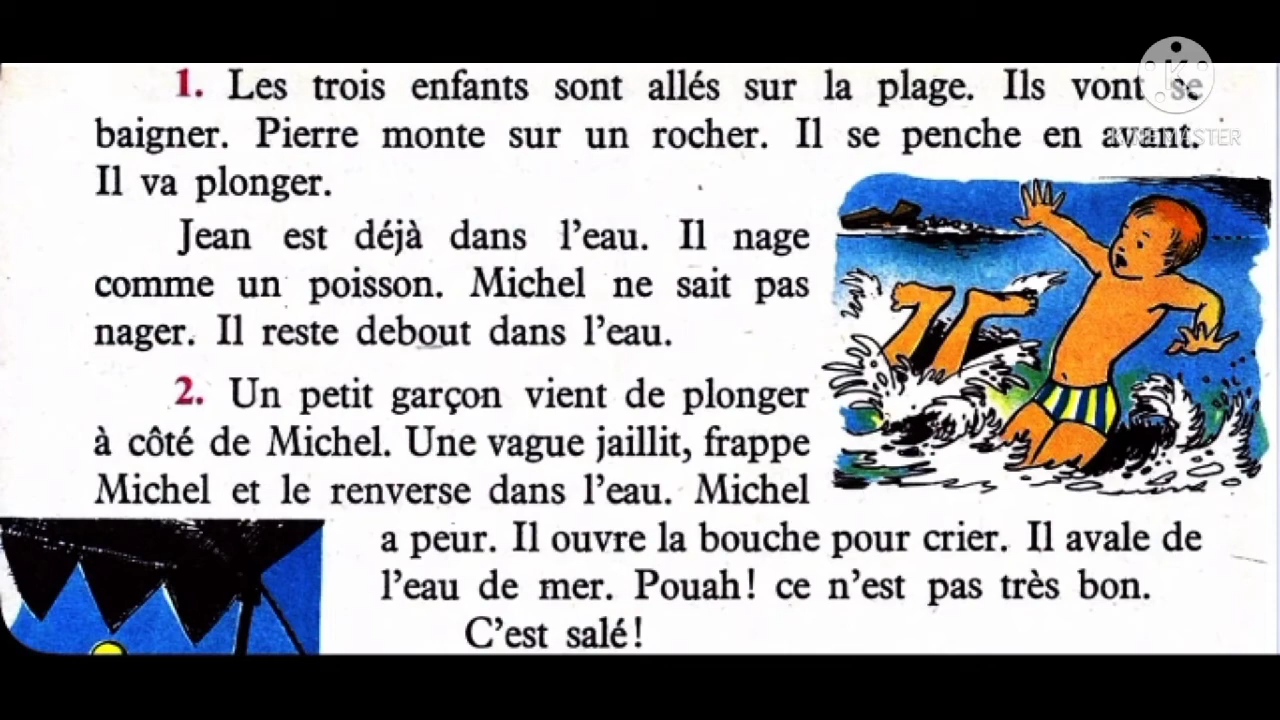 1. Les trois enfants sont allés sur la plage. Ils vont se
baigner. Pierre monte sur un rocher. Il se penche en avant.
Il va plonger.
Jean est déjà dans l'eau. Il nage
comme un poisson. Michel ne sait pas
nager. Il reste debout dans l'eau.
2. Un petit garçon vient de plonger
à côté de Michel. Une vague jaillit, frappe
Michel et le renverse dans l'eau. Michel
a peur. Il ouvre la bouche pour crier. Il avale de
l'eau de mer. Pouah! ce n'est pas très bon.
C'est salé!
K
KINEMASTER